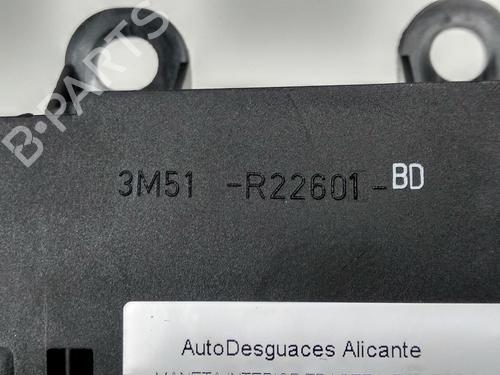 B-PARTS
3M51 -R22601-BD
AutoDesguaces Alicante